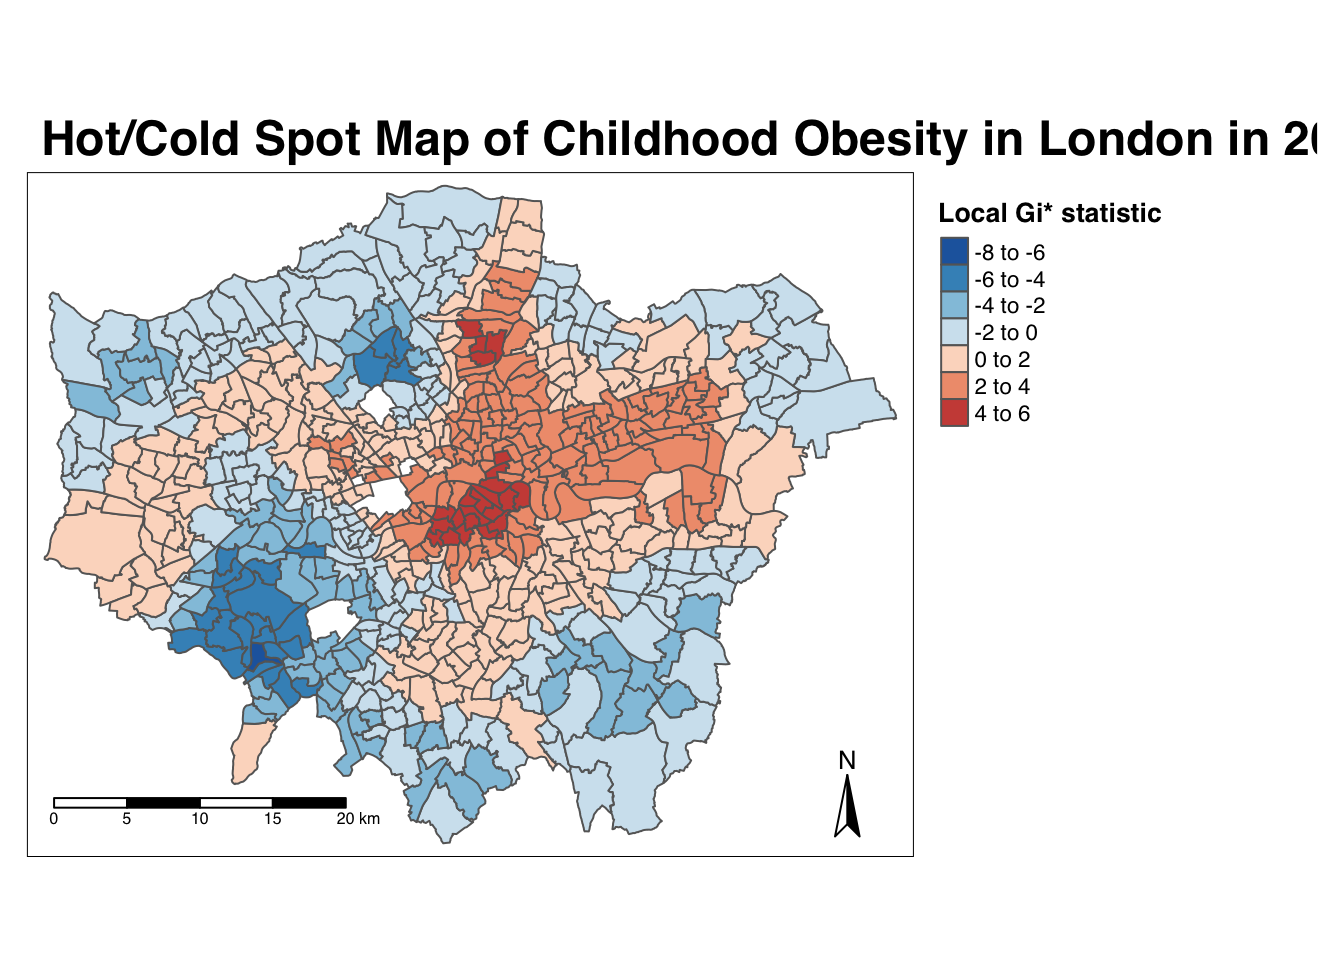 Hot/Cold Spot Map of Childhood Obesity in London in
Local Gi* statistic
-8 to -6
-6 to -4
-4 to -2
-2 to 0
0 to 2
2 to 4
4 to 6
N
0 5 10 15 20 km